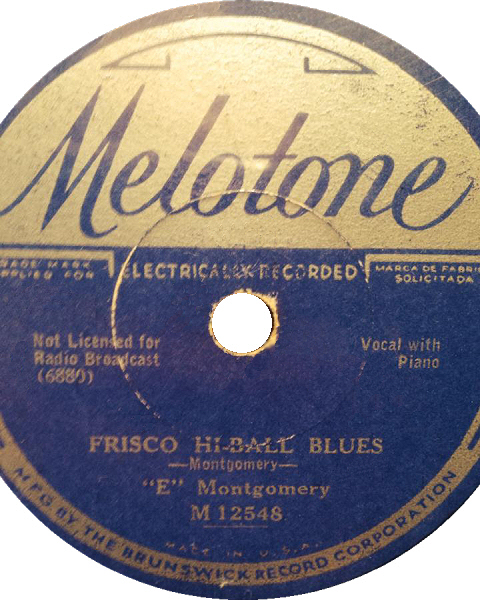 Melotone
TRADE MARK
APPLIED FOR
ELECTRICALLY RECORDED
MARCA DE FABRICA
SOLICITADA
Not Licensed for
Radio Broadcast
(6880)
Vocal with
Piano
FRISCO HI-BALL BLUES
—Montgomery—
"E" Montgomery
M 12548
MADE IN U.S.A.
MFG BY THE BRUNSWICK RECORD CORPORATION